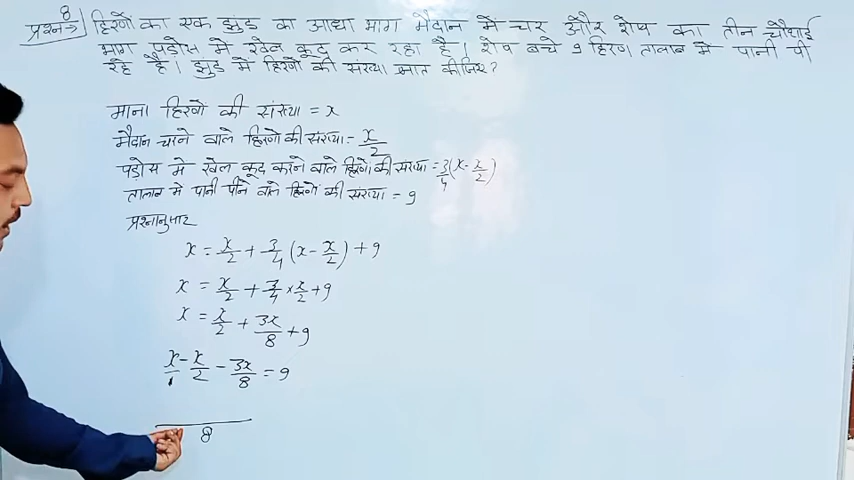 प्रश्न→ 8 हिरणों का एक झुंड का आधा भाग मैदान में चर और शेष का तीन चौथाई
भाग पड़ोस में खेल कूद कर रहा है। शेष बचे 9 हिरण तालाब में पानी पी
रहे है। झुंड में हिरणों की संख्या ज्ञात कीजिए?
माना हिरणों की संख्या = x
मैदान चरने वाले हिरणों की संख्या = x/2
पड़ोस में खेल कूद करने वाले हिरणों की संख्या = 3/4 (x - x/2)
तालाब में पानी पीने वाले हिरणों की संख्या = 9
प्रश्नानुसार
x = x/2 + 3/4 (x - x/2) + 9
x = x/2 + 3/4 × x/2 + 9
x = x/2 + 3x/8 + 9
x/1 - x/2 - 3x/8 = 9
8